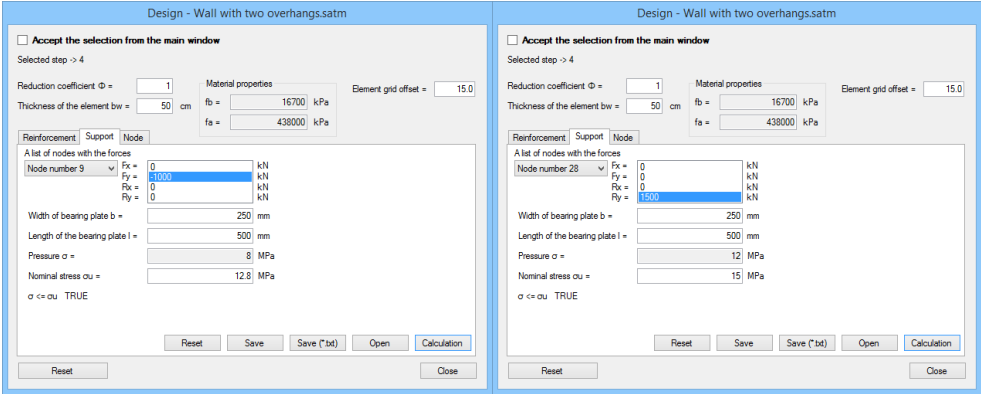 Design - Wall with two overhangs.satm
Accept the selection from the main window
Selected step -> 4
Reduction coefficient Φ = 1
Thickness of the element bw = 50 cm
Material properties
fb = 16700 kPa
fa = 438000 kPa
Element grid offset = 15.0
Reinforcement Support Node
A list of nodes with the forces
Node number 9
Fx = 0 kN
Fy = -1000 kN
Rx = 0 kN
Ry = 0 kN
Width of bearing plate b = 250 mm
Length of the bearing plate l = 500 mm
Pressure σ = 8 MPa
Nominal stress σu = 12.8 MPa
σ <= σu TRUE
Reset Save Save (*.txt) Open Calculation
Reset Close
Design - Wall with two overhangs.satm
Accept the selection from the main window
Selected step -> 4
Reduction coefficient Φ = 1
Thickness of the element bw = 50 cm
Material properties
fb = 16700 kPa
fa = 438000 kPa
Element grid offset = 15.0
Reinforcement Support Node
A list of nodes with the forces
Node number 28
Fx = 0 kN
Fy = 0 kN
Rx = 0 kN
Ry = 1500 kN
Width of bearing plate b = 250 mm
Length of the bearing plate l = 500 mm
Pressure σ = 12 MPa
Nominal stress σu = 15 MPa
σ <= σu TRUE
Reset Save Save (*.txt) Open Calculation
Reset Close